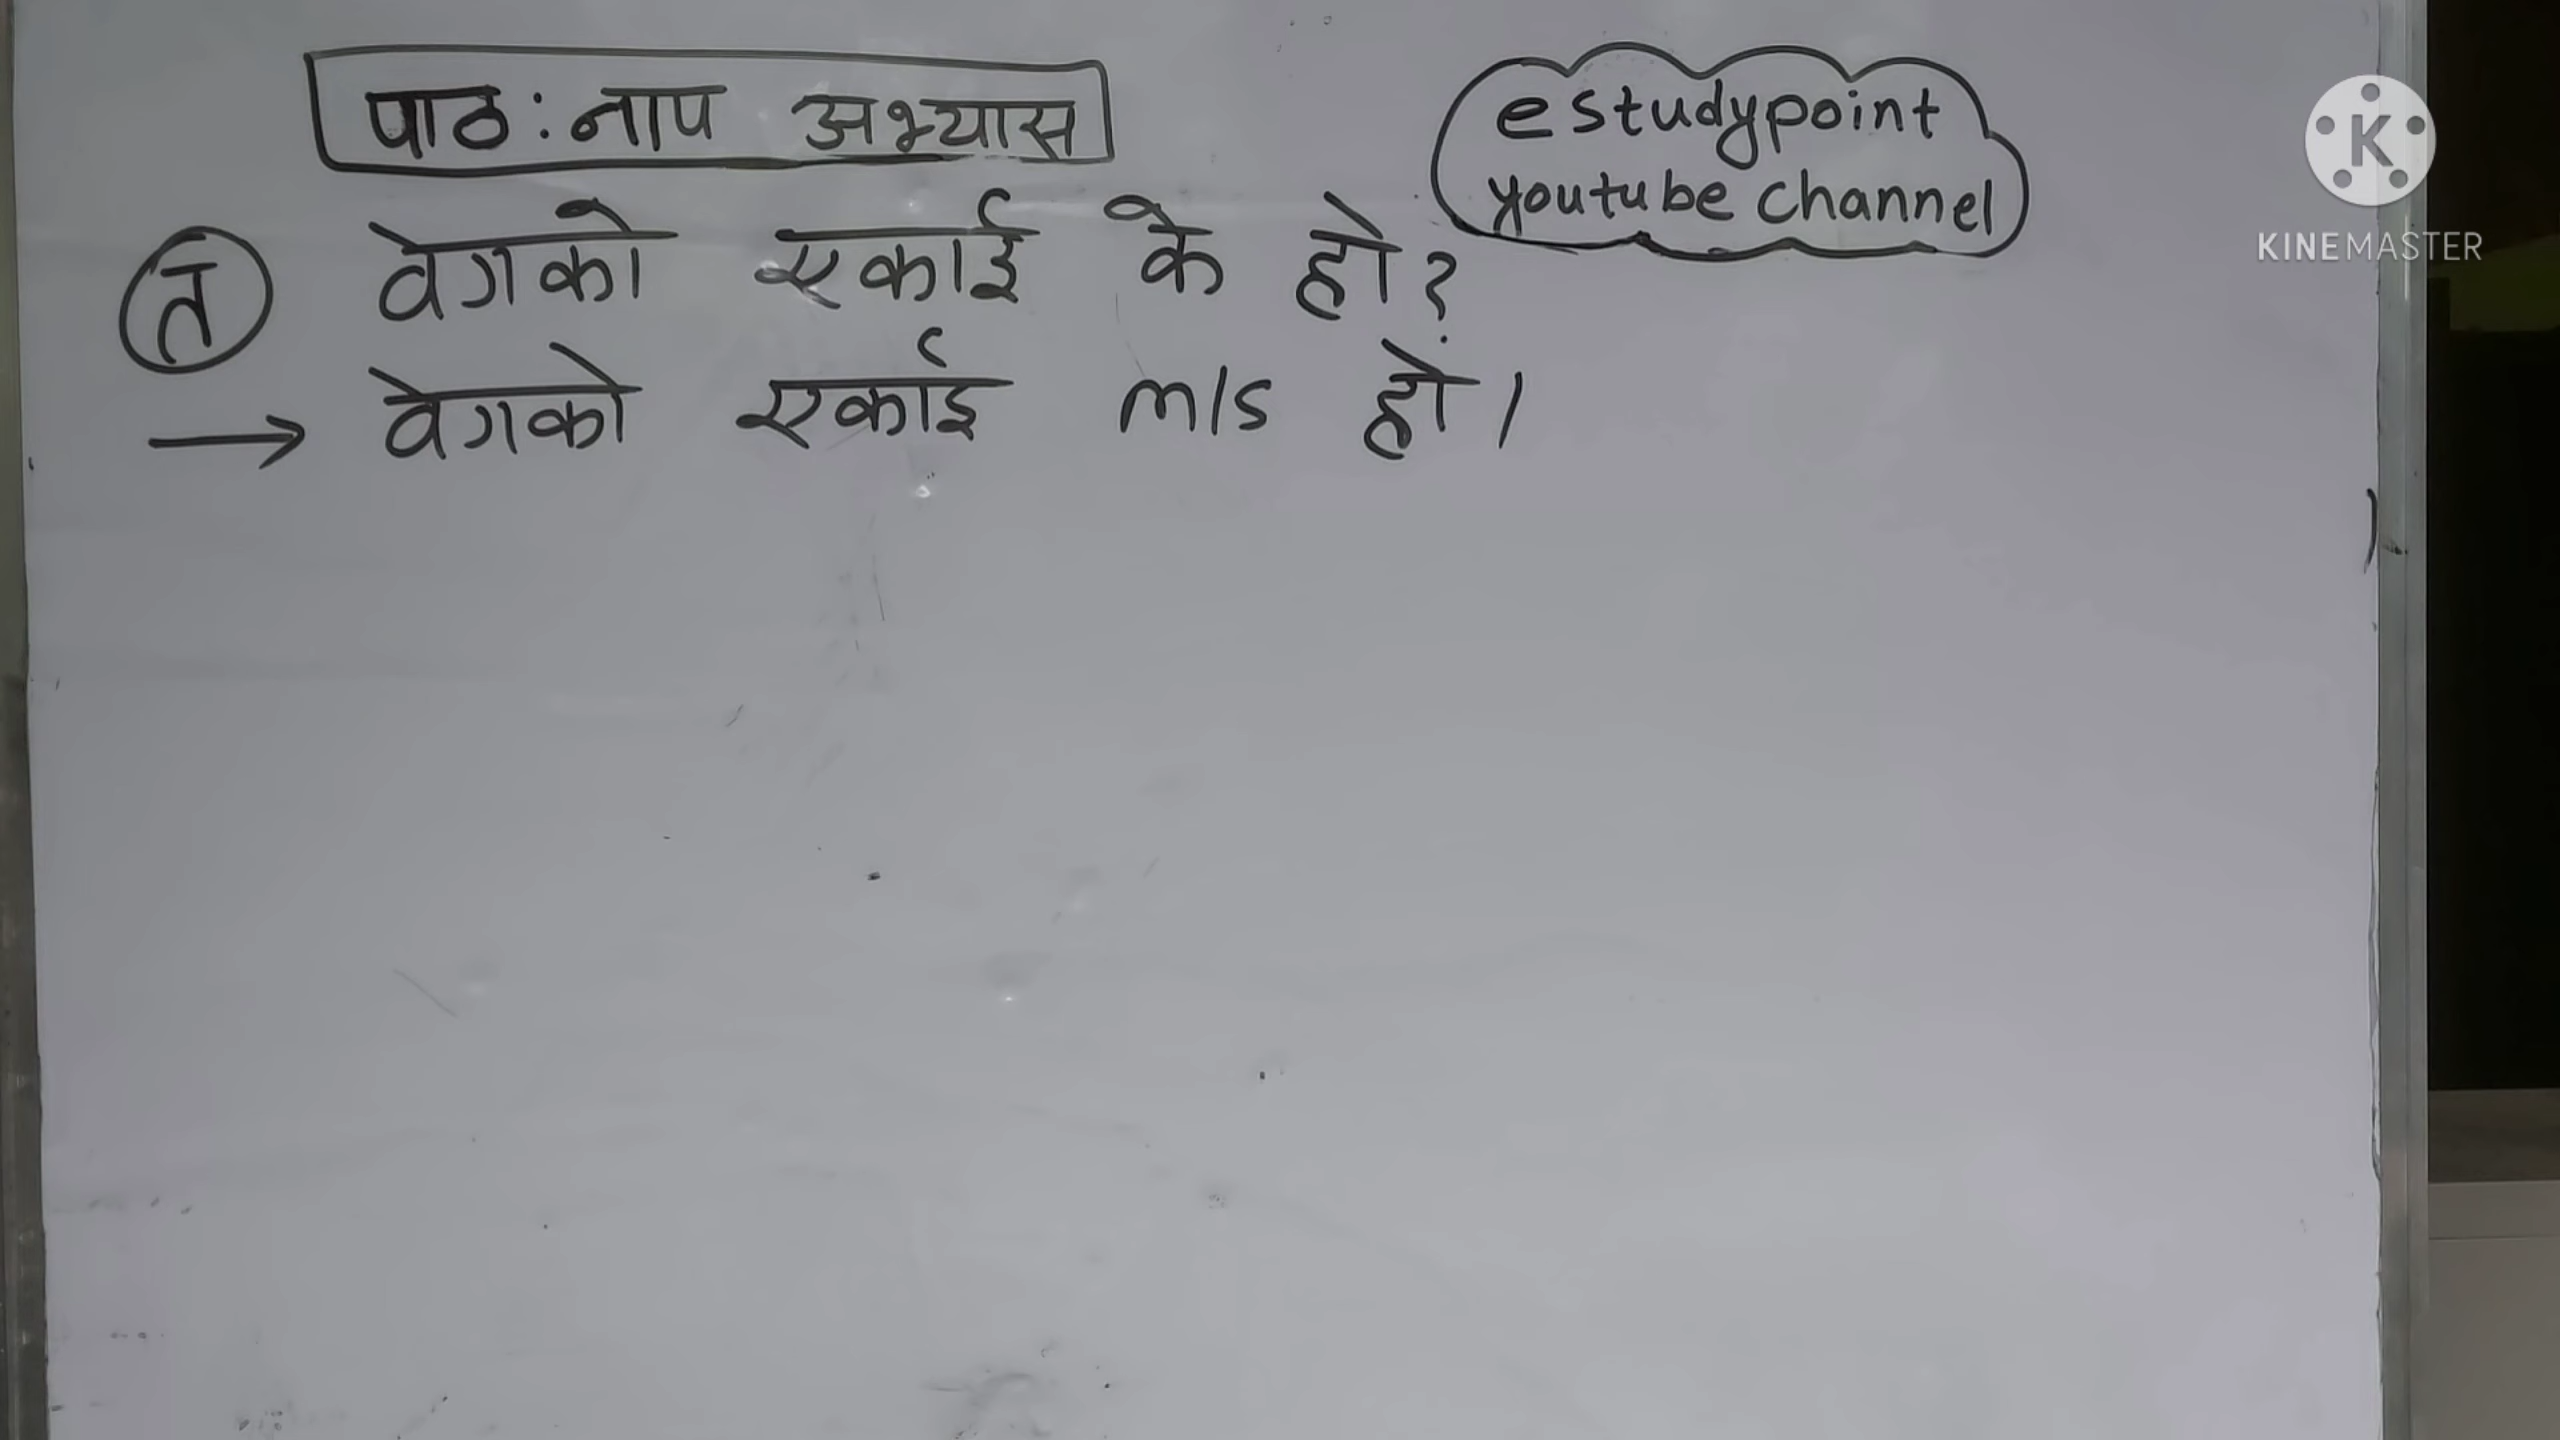 पाठ: नाप अभ्यास
estudypoint
youtube channel
K
KINEMASTER
त वेगको एकाई के हो?
→ वेगको एकाई m/s हो।